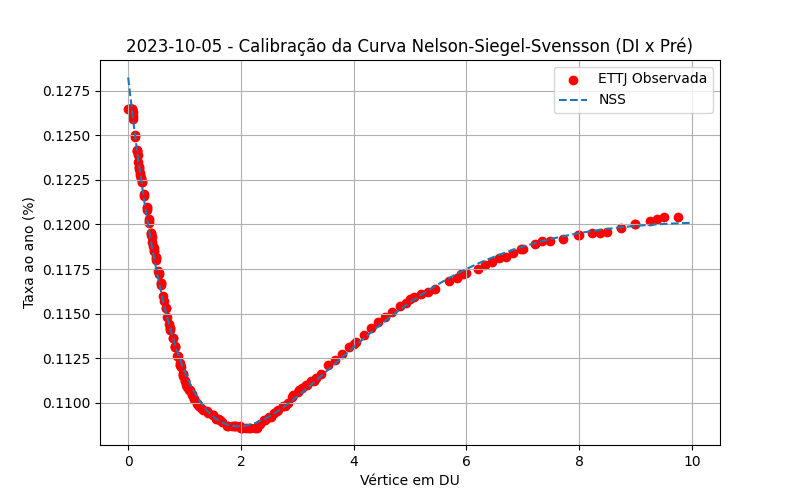 2023-10-05 - Calibração da Curva Nelson-Siegel-Svensson (DI x Pré)
ETTJ Observada
NSS
Taxa ao ano (%)
0.1275
0.1250
0.1225
0.1200
0.1175
0.1150
0.1125
0.1100
0 2 4 6 8 10
Vértice em DU